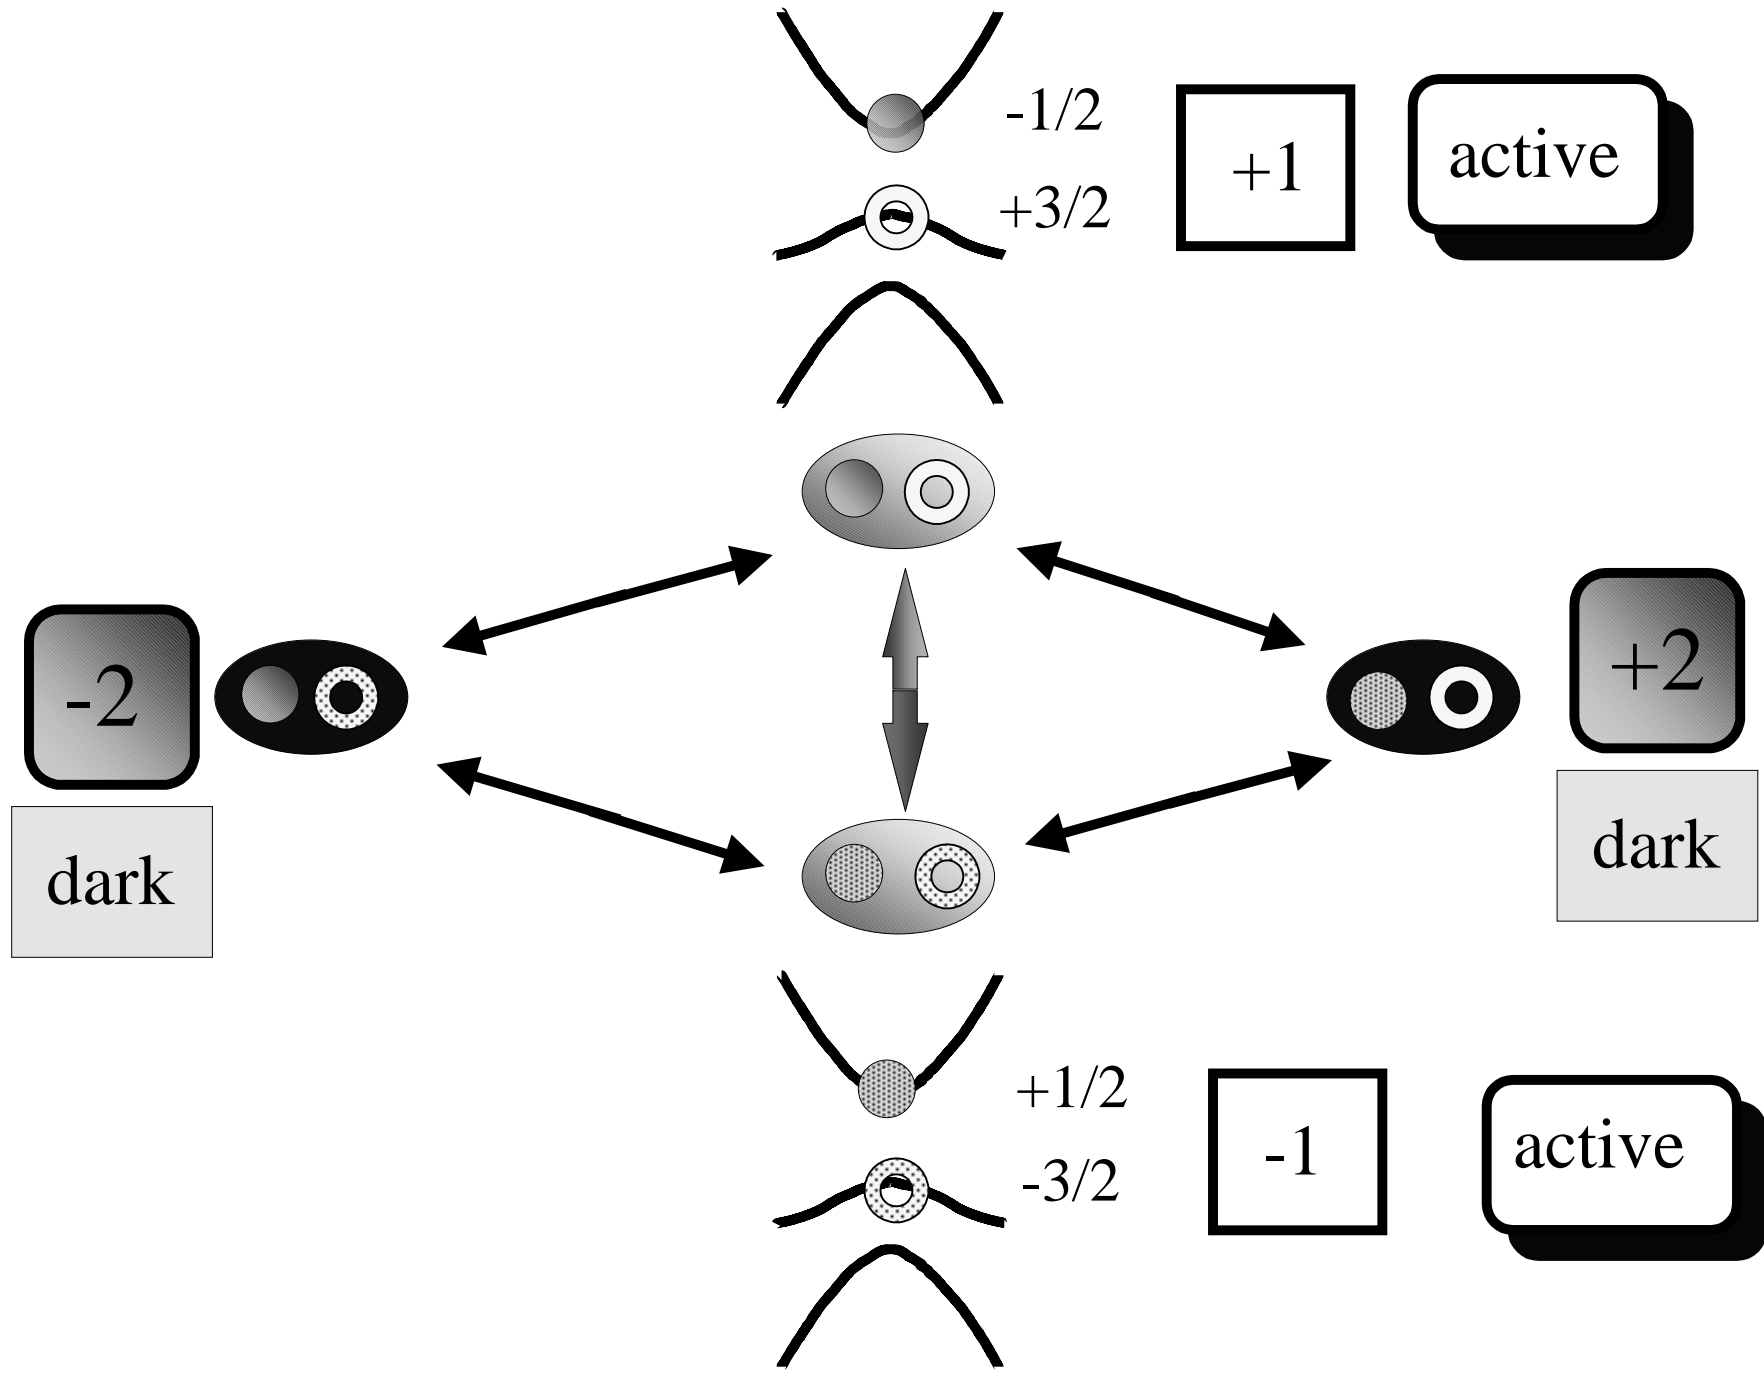 -1/2
+3/2
+1
active
-2
dark
+2
dark
+1/2
-3/2
-1
active